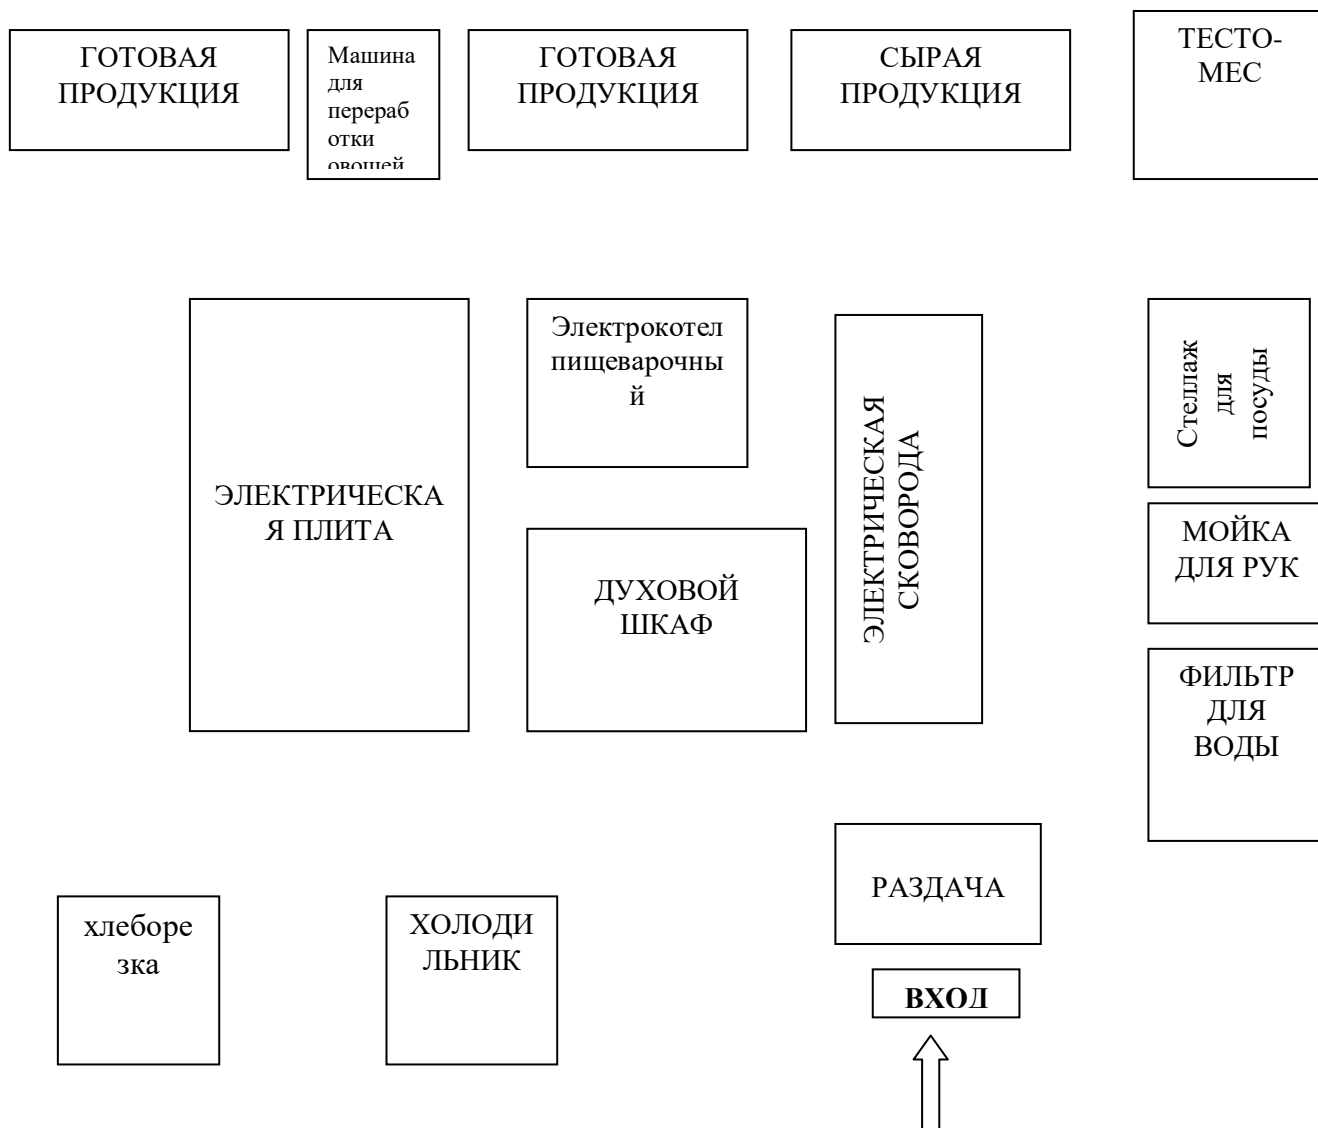 ГОТОВАЯ
ПРОДУКЦИЯ
Машина
для
перераб
отки
овощей
ГОТОВАЯ
ПРОДУКЦИЯ
СЫРАЯ
ПРОДУКЦИЯ
ТЕСТО-
МЕС
ЭЛЕКТРИЧЕСКА
Я ПЛИТА
Электрокотел
пищеварочны
й
ДУХОВОЙ
ШКАФ
ЭЛЕКТРИЧЕСКАЯ
СКОВОРОДА
Стеллаж
для
посуды
МОЙКА
ДЛЯ РУК
ФИЛЬТР
ДЛЯ
ВОДЫ
РАЗДАЧА
хлеборе
зка
ХОЛОДИ
ЛЬНИК
ВХОД